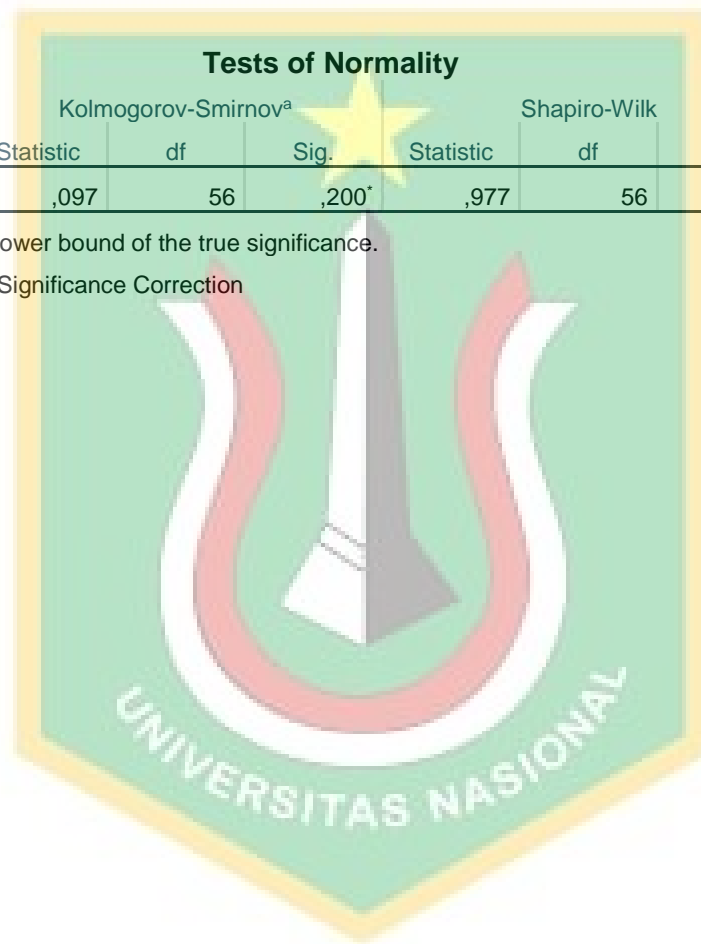 Tests of Normality
Kolmogorov-Smirnovᵃ Shapiro-Wilk
Statistic df Sig. Statistic df
,097 56 ,200* ,977 56
ower bound of the true significance.
Significance Correction
UNIVERSITAS NASIONAL